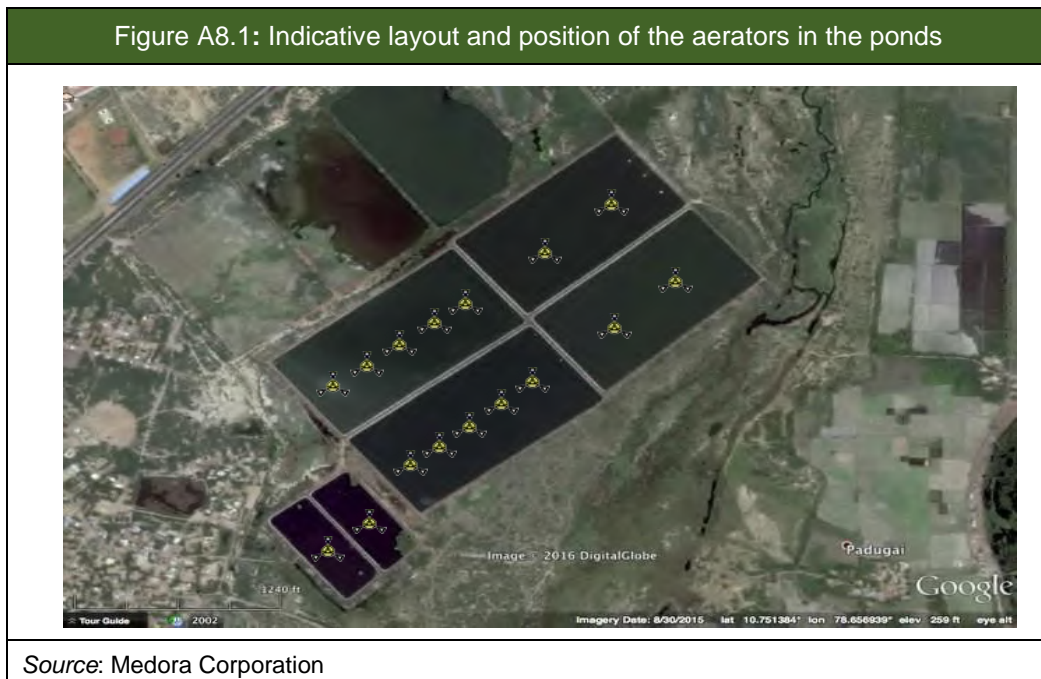 Figure A8.1: Indicative layout and position of the aerators in the ponds
Image © 2016 DigitalGlobe
Padugai
Google
1240 ft
Tour Guide
2002
Imagery Date: 8/30/2015 lat 10.751384° lon 78.656939° elev 259 ft eye alt
Source: Medora Corporation